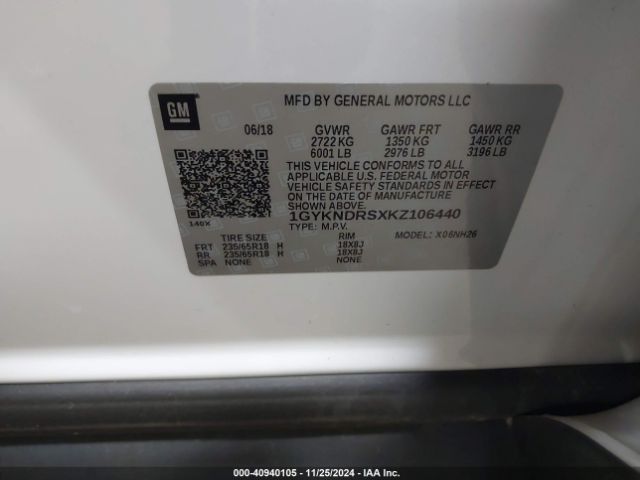 GM
MFD BY GENERAL MOTORS LLC
06/18 GVWR GAWR FRT GAWR RR
2722 KG 1350 KG 1450 KG
6001 LB 2976 LB 3196 LB
THIS VEHICLE CONFORMS TO ALL
APPLICABLE U.S. FEDERAL MOTOR
VEHICLE SAFETY STANDARDS IN EFFECT
ON THE DATE OF MANUFACTURE
SHOWN ABOVE.
140X
1GYKNDRSXKZ106440
TYPE: M.P.V. MODEL: X06NH26
TIRE SIZE RIM
FRT 235/65R18 H 18X8J
RR 235/65R18 H 18X8J
SPA NONE NONE
00-40940105 - 11/25/2024 - IAA Inc.